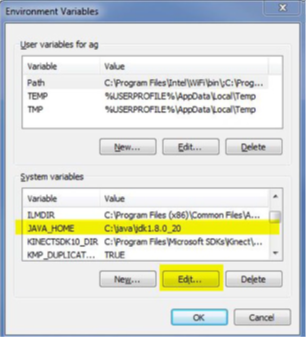 Environment Variables
X
User variables for ag
Variable Value
Path C:\Program Files\Intel\WiFi\bin\;C:\Prog...
TEMP %USERPROFILE%\AppData\Local\Temp
TMP %USERPROFILE%\AppData\Local\Temp
New... Edit... Delete
System variables
Variable Value
ILMDIR C:\Program Files (x86)\Common Files\A...
JAVA_HOME C:\java\jdk1.8.0_20
KINECTSDK10_DIR C:\Program Files\Microsoft SDKs\Kinect\...
KMP_DUPLICAT... TRUE
New... Edit... Delete
OK Cancel